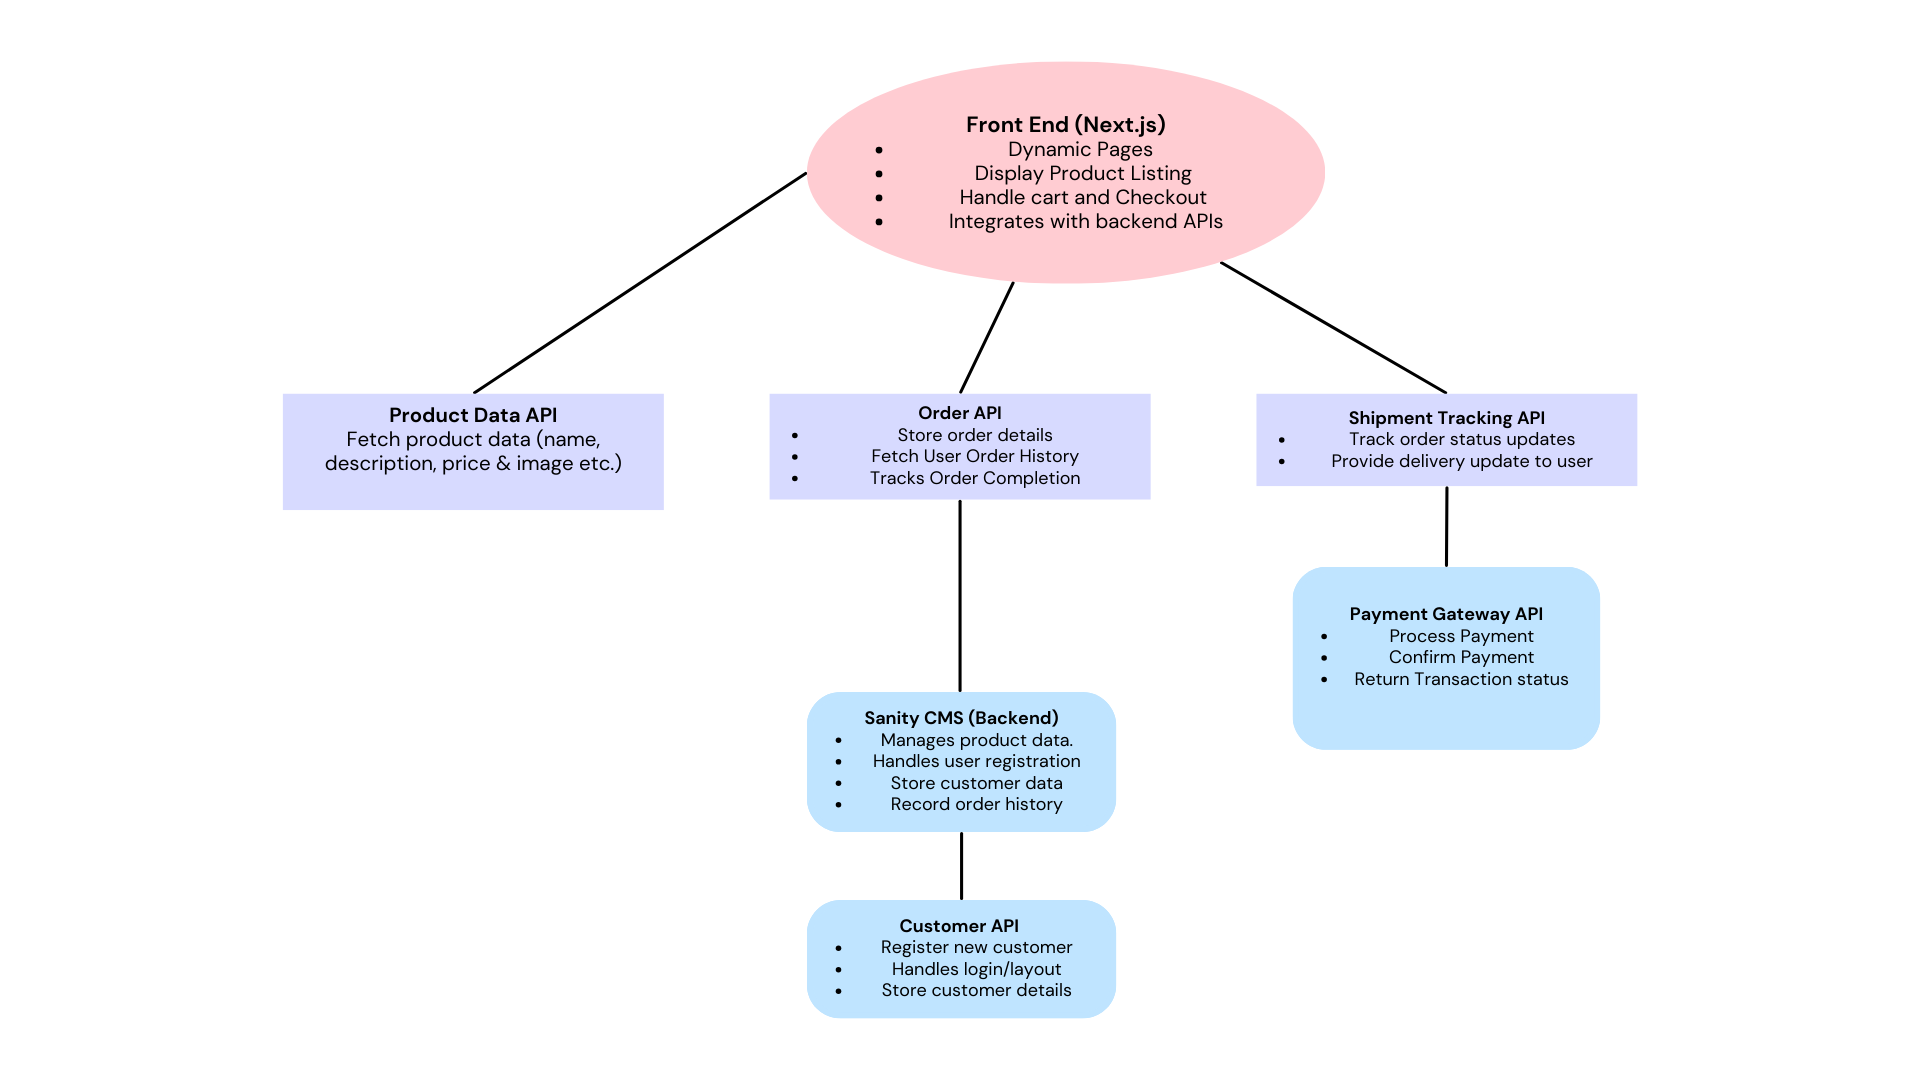 Front End (Next.js)
• Dynamic Pages
• Display Product Listing
• Handle cart and Checkout
• Integrates with backend APIs
Product Data API
Fetch product data (name,
description, price & image etc.)
Order API
• Store order details
• Fetch User Order History
• Tracks Order Completion
Shipment Tracking API
• Track order status updates
• Provide delivery update to user
Payment Gateway API
• Process Payment
• Confirm Payment
• Return Transaction status
Sanity CMS (Backend)
• Manages product data.
• Handles user registration
• Store customer data
• Record order history
Customer API
• Register new customer
• Handles login/layout
• Store customer details